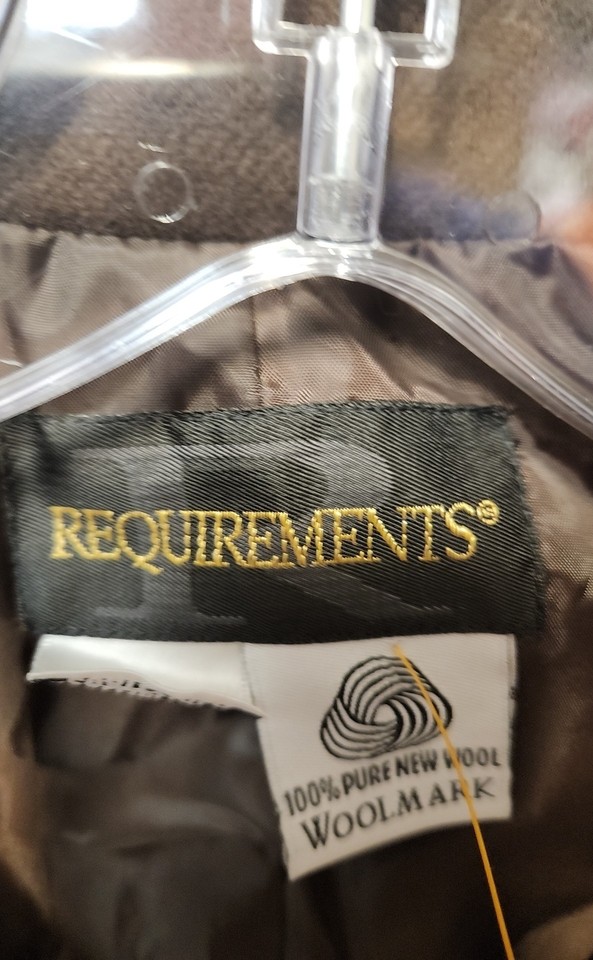 REQUIREMENTS®
100% PURE NEW WOOL
WOOLMARK